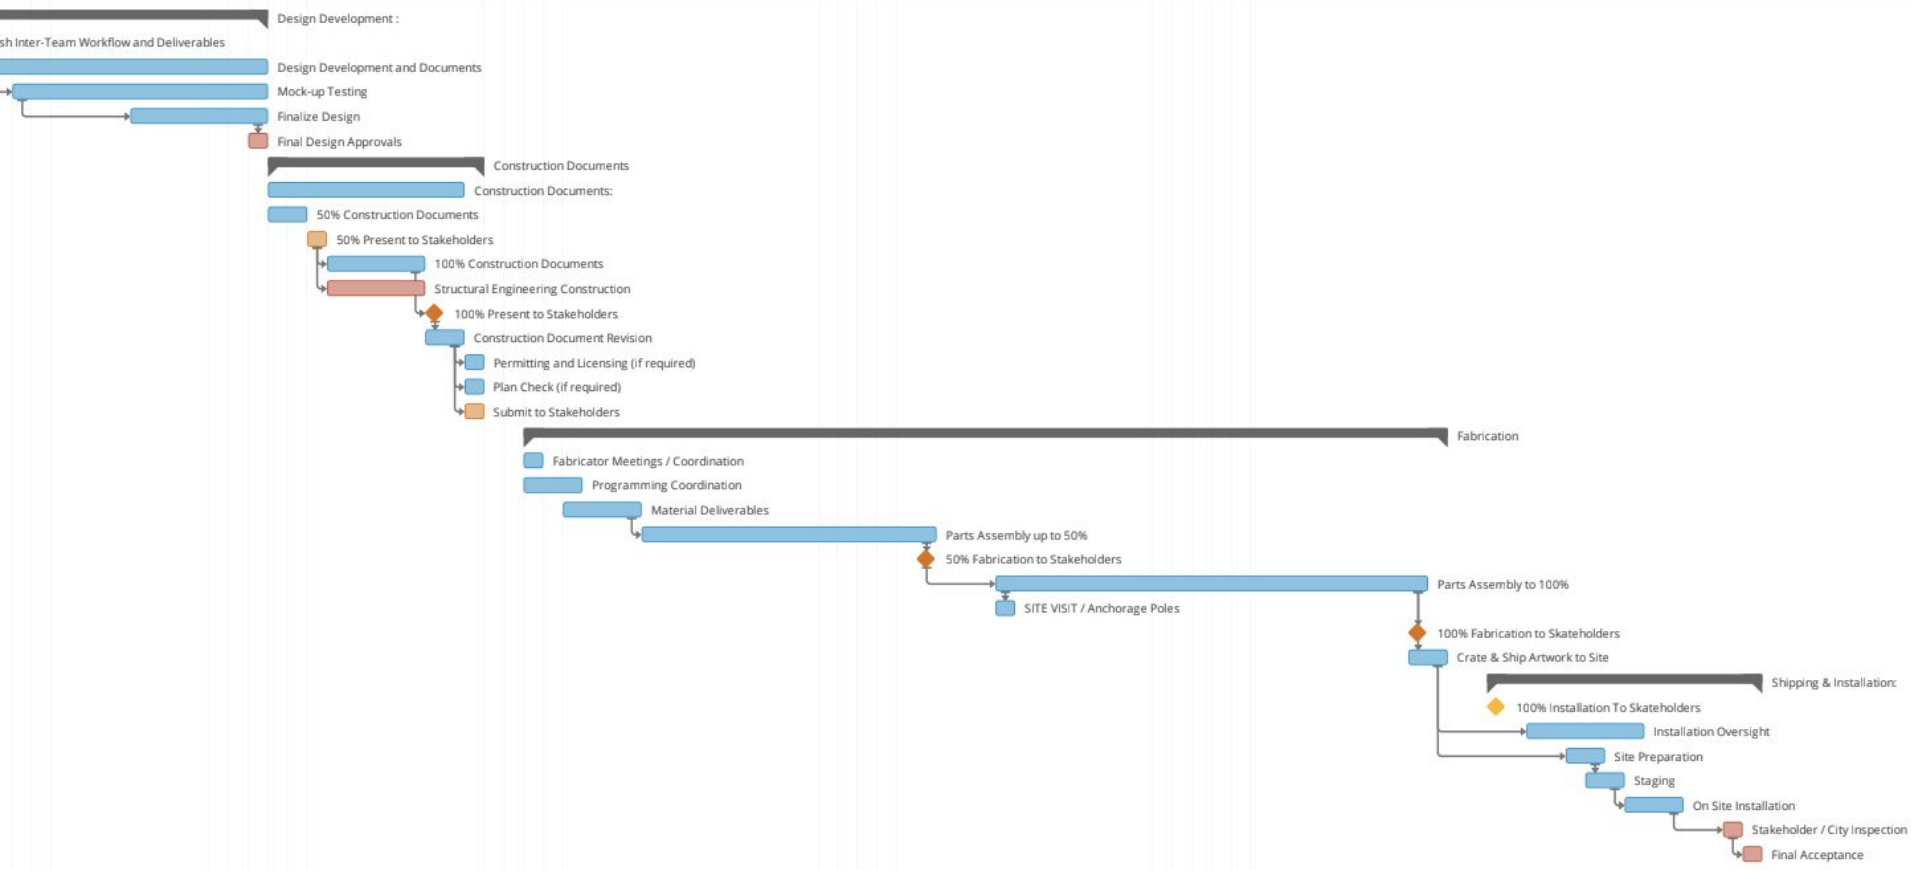 Design Development :
sh Inter-Team Workflow and Deliverables
Design Development and Documents
Mock-up Testing
Finalize Design
Final Design Approvals
Construction Documents
Construction Documents:
50% Construction Documents
50% Present to Stakeholders
100% Construction Documents
Structural Engineering Construction
100% Present to Stakeholders
Construction Document Revision
Permitting and Licensing (if required)
Plan Check (if required)
Submit to Stakeholders
Fabrication
Fabricator Meetings / Coordination
Programming Coordination
Material Deliverables
Parts Assembly up to 50%
50% Fabrication to Stakeholders
Parts Assembly to 100%
SITE VISIT / Anchorage Poles
100% Fabrication to Skateholders
Crate & Ship Artwork to Site
Shipping & Installation:
100% Installation To Skateholders
Installation Oversight
Site Preparation
Staging
On Site Installation
Stakeholder / City Inspection
Final Acceptance